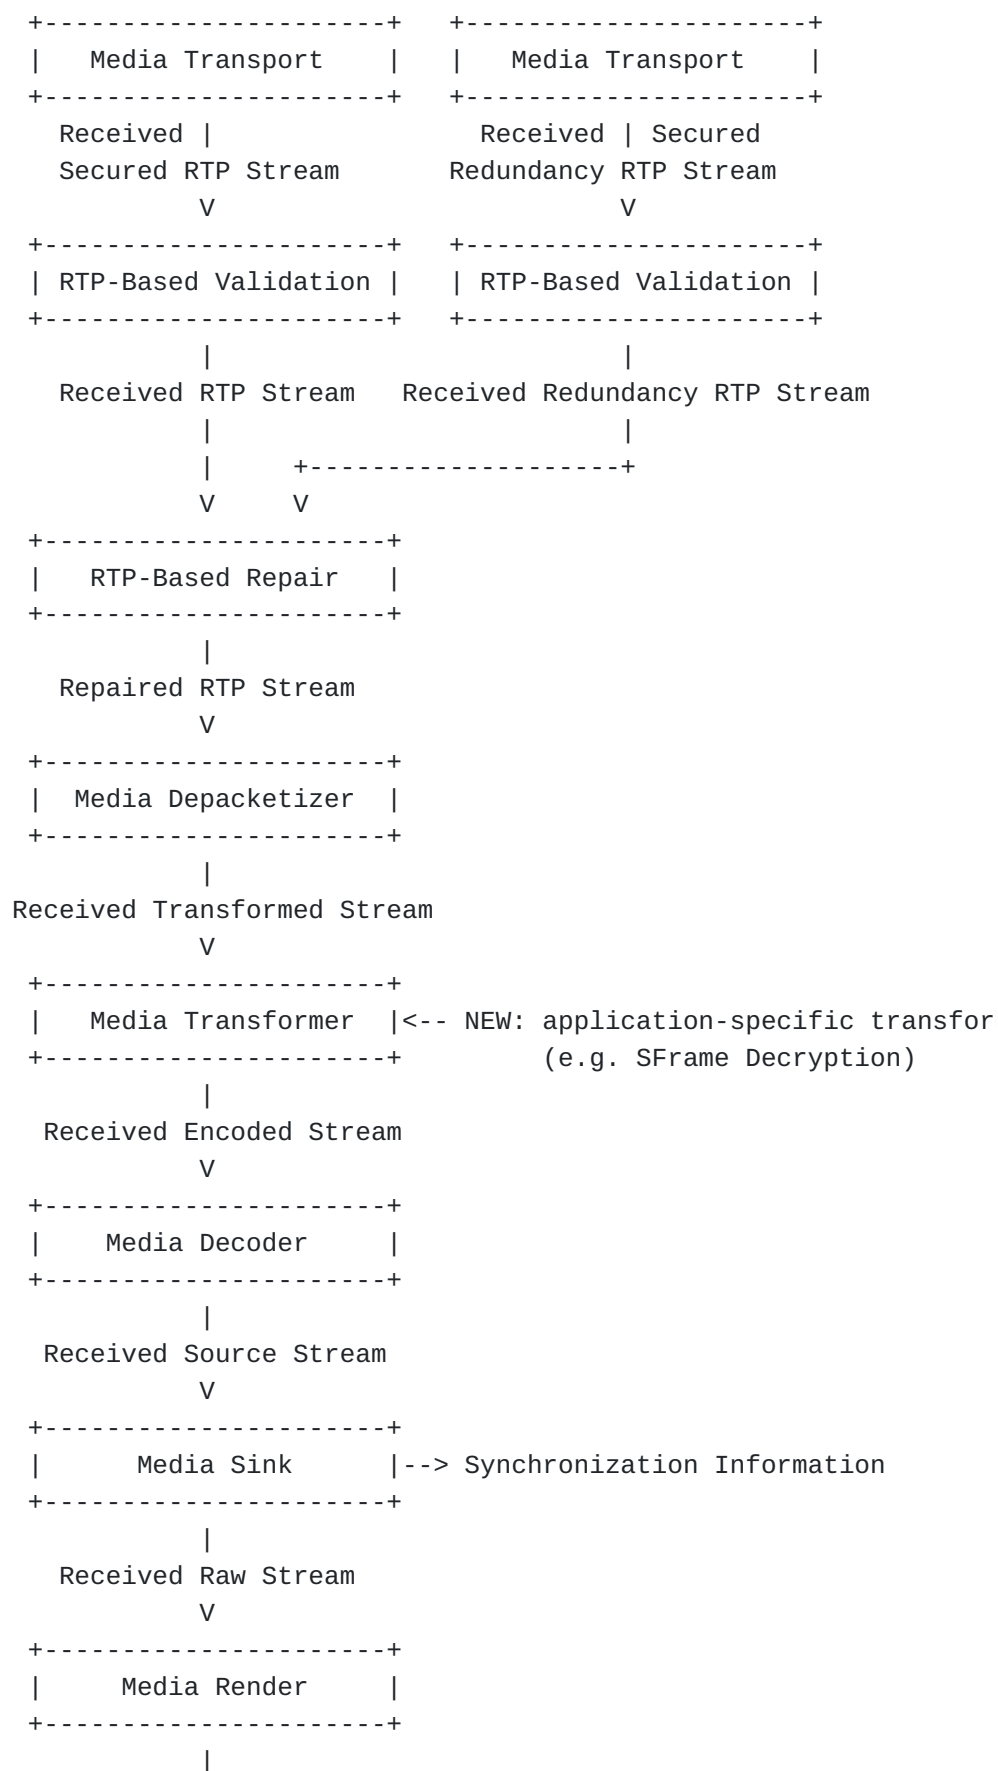 +----------------------+   +----------------------+
|   Media Transport    |   |   Media Transport    |
+----------------------+   +----------------------+
  Received |                 Received | Secured
  Secured RTP Stream       Redundancy RTP Stream
           V                          V
+----------------------+   +----------------------+
| RTP-Based Validation |   | RTP-Based Validation |
+----------------------+   +----------------------+
           |                          |
  Received RTP Stream   Received Redundancy RTP Stream
           |                          |
           |     +--------------------+
           V     V
+----------------------+
|   RTP-Based Repair   |
+----------------------+
           |
  Repaired RTP Stream
           V
+----------------------+
|  Media Depacketizer  |
+----------------------+
           |
Received Transformed Stream
           V
+----------------------+
|   Media Transformer  |<-- NEW: application-specific transfor
+----------------------+         (e.g. SFrame Decryption)
           |
 Received Encoded Stream
           V
+----------------------+
|    Media Decoder     |
+----------------------+
           |
 Received Source Stream
           V
+----------------------+
|      Media Sink      |--> Synchronization Information
+----------------------+
           |
  Received Raw Stream
           V
+----------------------+
|     Media Render     |
+----------------------+
           |